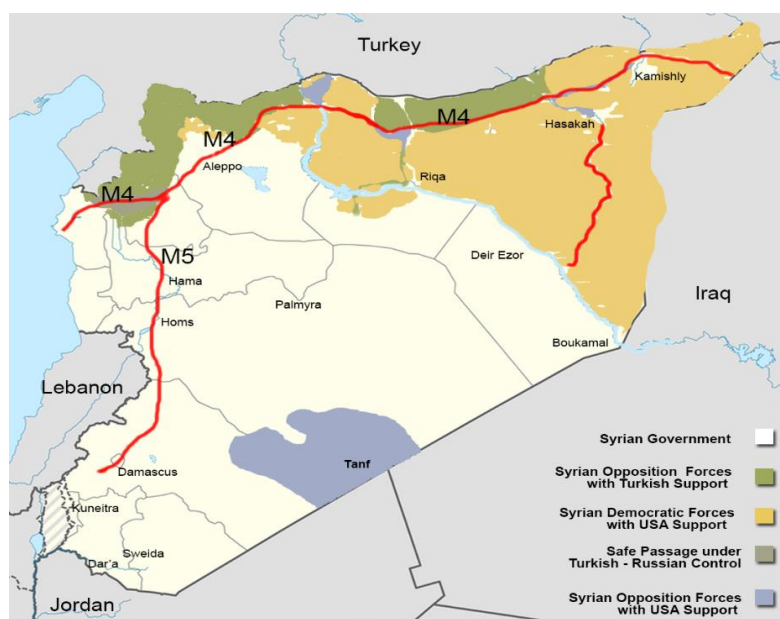 Turkey
Kamishly
M4
M4
Hasakah
Aleppo
Riqa
M4
M5
Deir Ezor
Hama
Palmyra
Iraq
Homs
Boukamal
Lebanon
Syrian Government
Tanf
Damascus
Syrian Opposition Forces
with Turkish Support
Kuneitra
Syrian Democratic Forces
with USA Support
Sweida
Dar'a
Safe Passage under
Turkish - Russian Control
Jordan
Syrian Opposition Forces
with USA Support